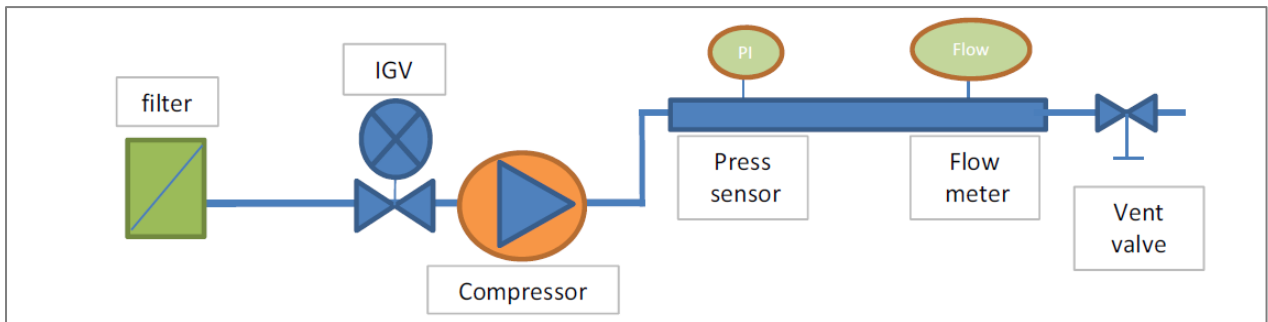 filter
IGV
Compressor
PI
Press
sensor
Flow
Flow
meter
Vent
valve